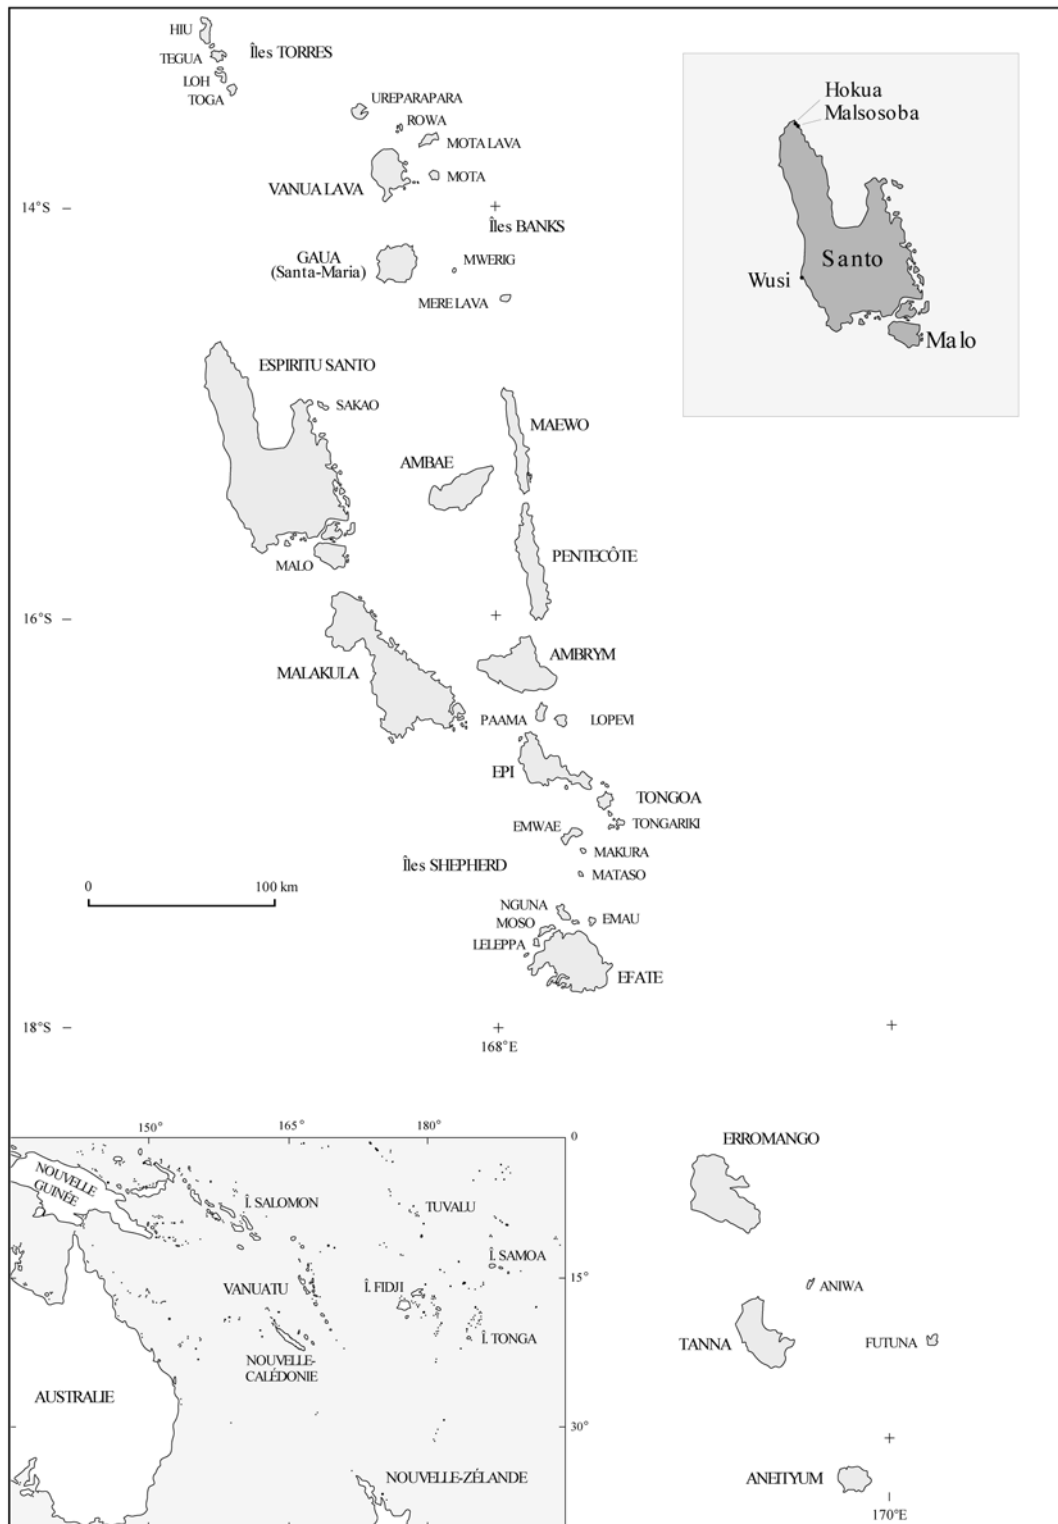 HIU
TEGUA
Îles TORRES
LOH
TOGA
UREPARAPARA
ROWA
MOTA LAVA
VANUA LAVA
MOTA
14°S
Îles BANKS
GAUA
(Santa-Maria)
MWERIG
MERE LAVA
Hokua
Malsosoba
Santo
Wusi
Malo
ESPIRITU SANTO
SAKAO
MAEWO
AMBAE
PENTECÔTE
MALO
16°S
AMBRYM
MALAKULA
PAAMA
LOPEVI
EPI
TONGOA
EMWAE
TONGARIKI
MAKURA
Îles SHEPHERD
MATASO
0
100 km
NGUNA
MOSO
EMAU
LELEPPA
EFATE
18°S
168°E
150°
165°
180°
0
NOUVELLE
GUINÉE
Î. SALOMON
TUVALU
Î. SAMOA
15°
VANUATU
Î. FIDJI
Î. TONGA
NOUVELLE-
CALÉDONIE
AUSTRALIE
30°
NOUVELLE-ZÉLANDE
ERROMANGO
ANIWA
TANNA
FUTUNA
ANEITYUM
170°E